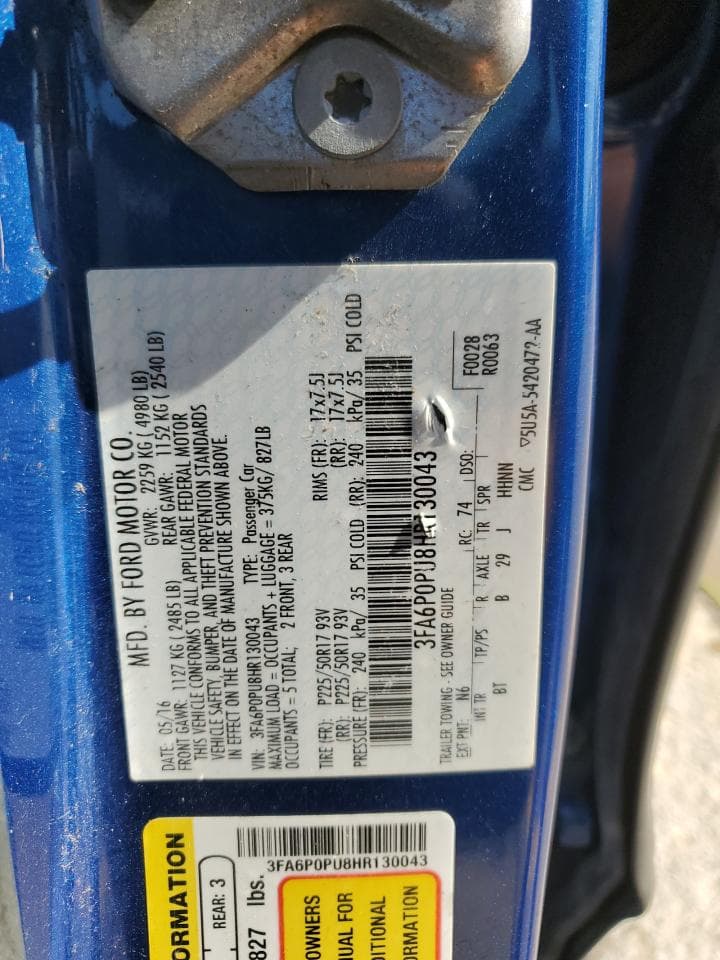 MFD. BY FORD MOTOR CO.
DATE: 05/16 GVWR: 2259 KG ( 4980 LB)
FRONT GAWR: 1127 KG ( 2485 LB) REAR GAWR: 1152 KG ( 2540 LB)
THIS VEHICLE CONFORMS TO ALL APPLICABLE FEDERAL MOTOR
VEHICLE SAFETY, BUMPER, AND THEFT PREVENTION STANDARDS
IN EFFECT ON THE DATE OF MANUFACTURE SHOWN ABOVE.
VIN: 3FA6P0PU8HR130043 TYPE: Passenger Car
MAXIMUM LOAD = OCCUPANTS + LUGGAGE = 375KG/ 827LB
OCCUPANTS = 5 TOTAL; 2 FRONT, 3 REAR
TIRE (FR): P225/50R17 93V RIMS (FR): 17x7.5J
(RR): P225/50R17 93V (RR): 17x7.5J
PRESSURE (FR): 240 kPa/ 35 PSI COLD (RR): 240 kPa/ 35 PSI COLD
3FA6P0PU8HR130043
TRAILER TOWING - SEE OWNER GUIDE F0028
EXT PNT: N6 RC: 74 DSO: R0063
INT TR TP/PS R AXLE TR SPR
BT B 29 J HHNN
CMC 5U5A-5420472-AA
3FA6P0PU8HR130043
ORMATION
REAR: 3
827 lbs.
OWNERS
UAL FOR
DITIONAL
ORMATION